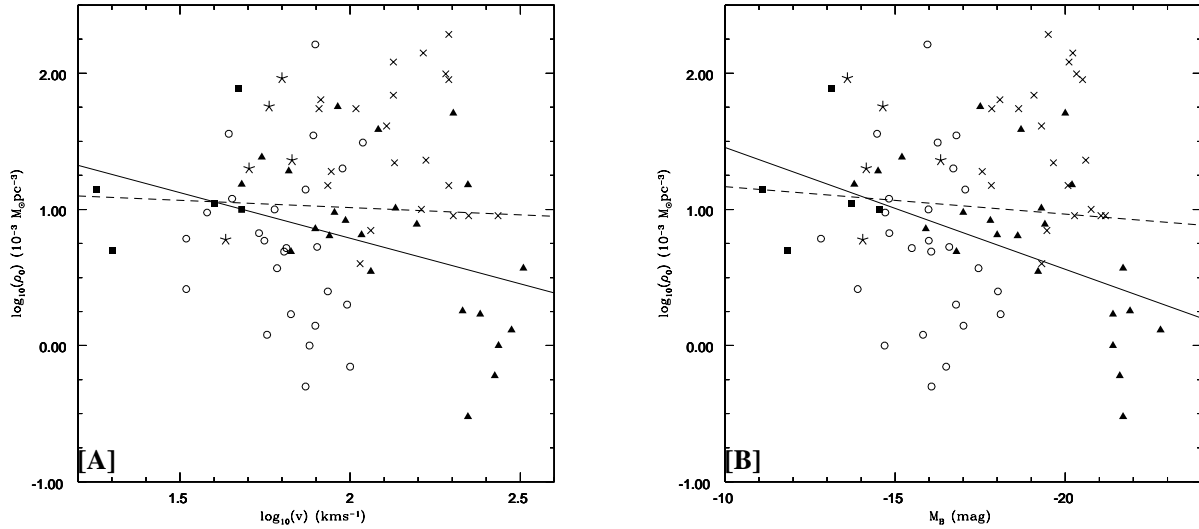 2.00
1.00
0.00
-1.00
log₁₀(ρ₀) (10⁻³ M⊙pc⁻³)
[A]
1.5
2
2.5
log₁₀(v) (kms⁻¹)
2.00
1.00
0.00
-1.00
log₁₀(ρ₀) (10⁻³ M⊙pc⁻³)
[B]
-10
-15
-20
M_B (mag)